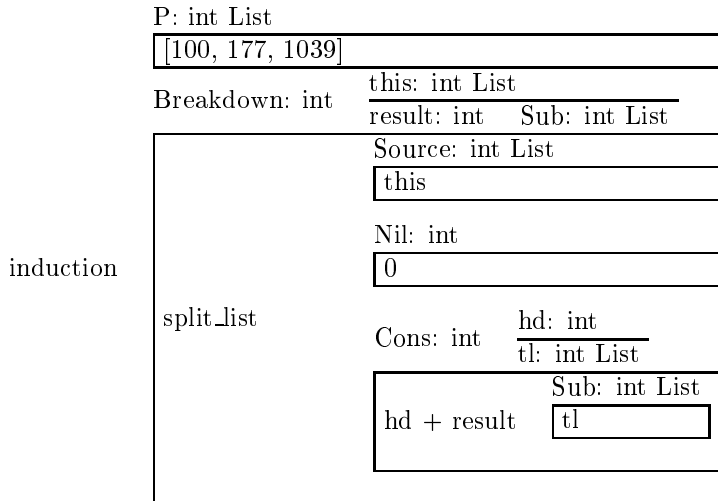 P: int List
[100, 177, 1039]
Breakdown: int
this: int List
result: int Sub: int List
Source: int List
this
Nil: int
0
induction
split_list
Cons: int
hd: int
tl: int List
Sub: int List
hd + result
tl